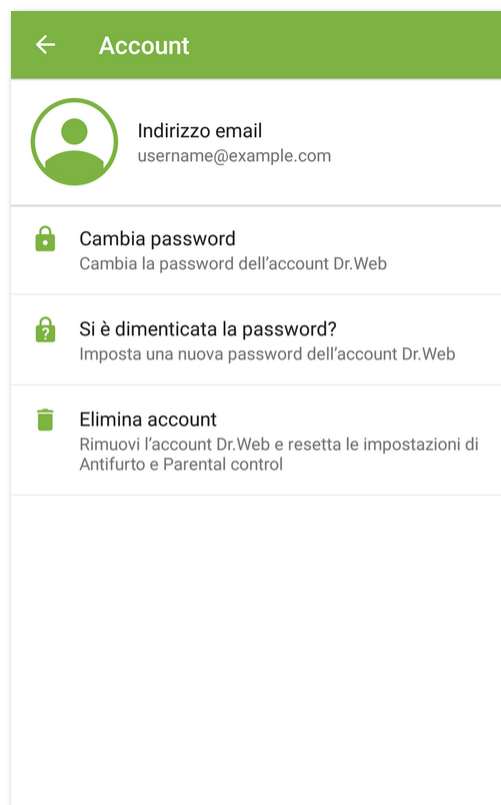 Account
Indirizzo email
username@example.com
Cambia password
Cambia la password dell’account Dr.Web
Si è dimenticata la password?
Imposta una nuova password dell’account Dr.Web
Elimina account
Rimuovi l’account Dr.Web e resetta le impostazioni di
Antifurto e Parental control